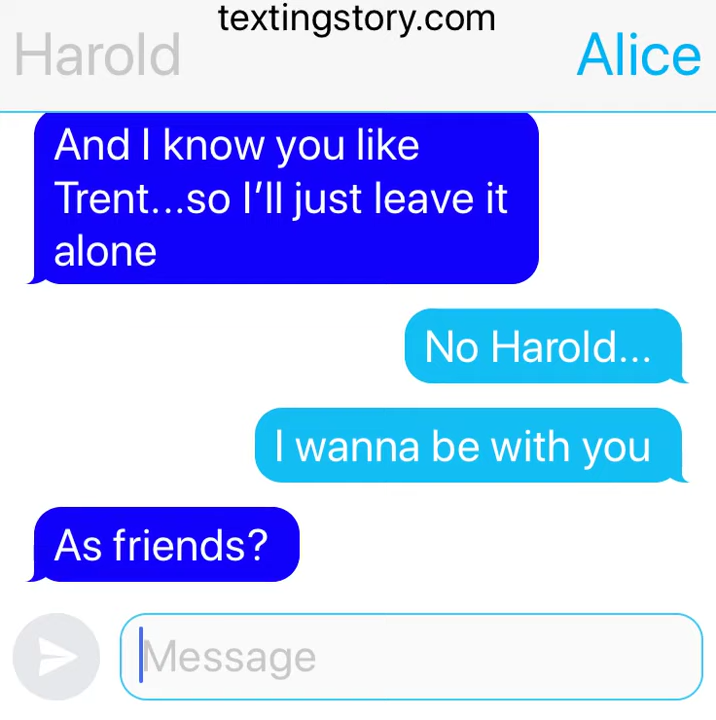 textingstory.com
Harold
Alice
And I know you like
Trent...so I’ll just leave it
alone
No Harold...
I wanna be with you
As friends?
Message